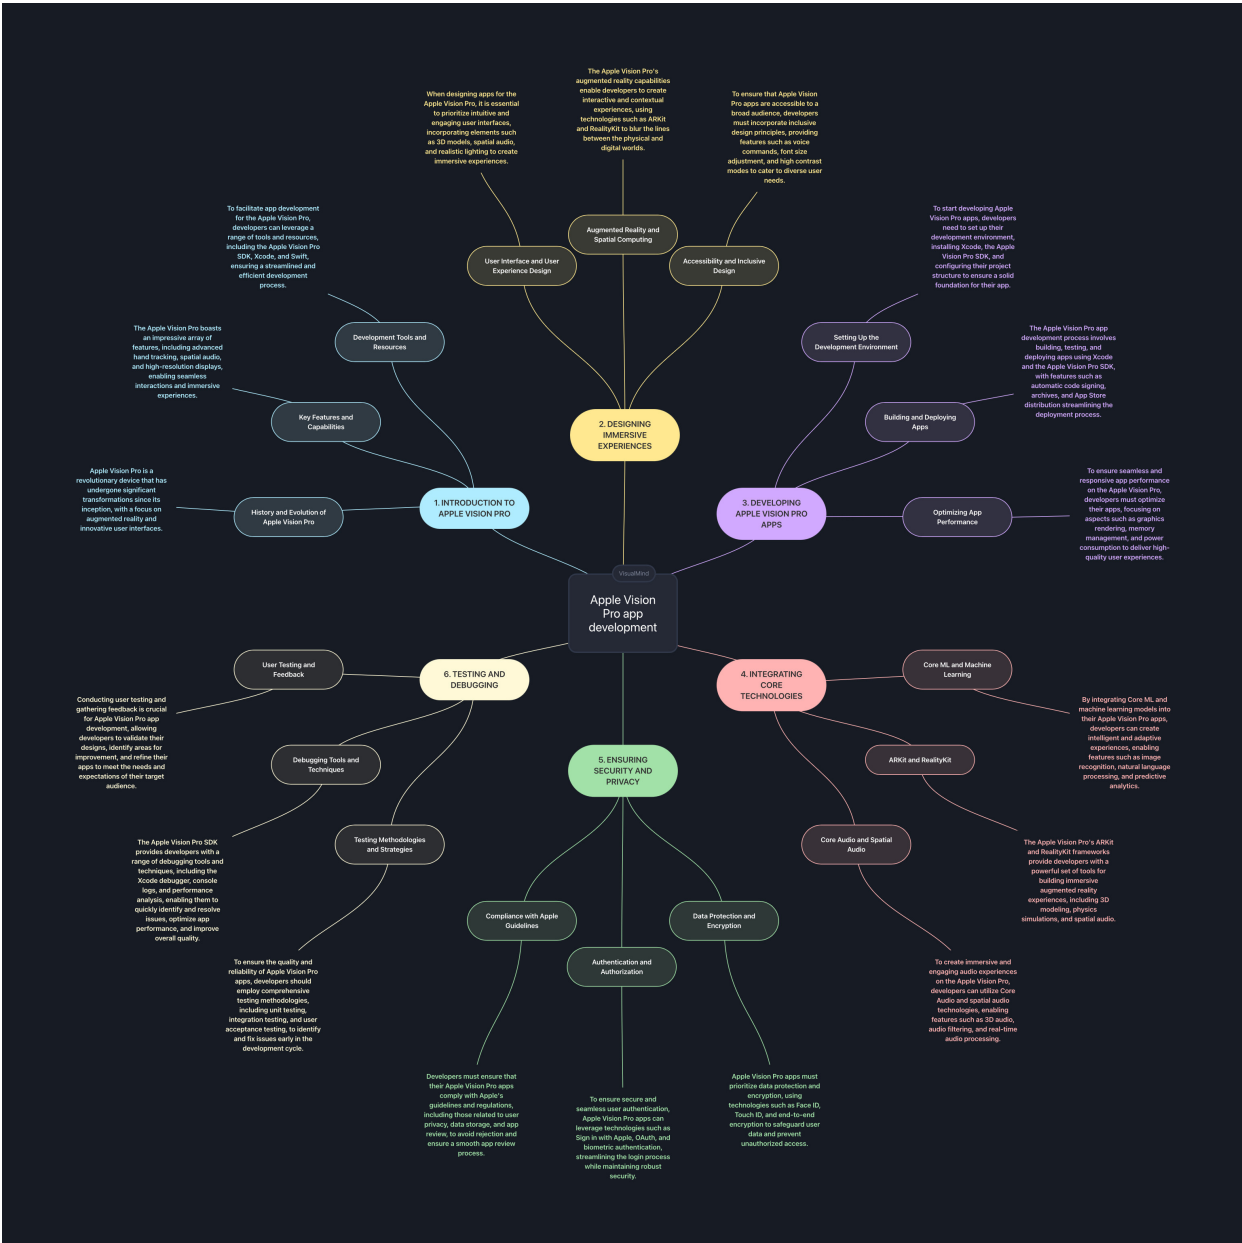 VisualMind
Apple Vision
Pro app
development
1. INTRODUCTION TO
APPLE VISION PRO
Development Tools and
Resources
To facilitate app development
for the Apple Vision Pro,
developers can leverage a
range of tools and resources,
including the Apple Vision Pro
SDK, Xcode, and Swift,
ensuring a streamlined and
efficient development
process.
Key Features and
Capabilities
The Apple Vision Pro boasts
an impressive array of
features, including advanced
hand tracking, spatial audio,
and high-resolution displays,
enabling seamless
interactions and immersive
experiences.
History and Evolution of
Apple Vision Pro
Apple Vision Pro is a
revolutionary device that has
undergone significant
transformations since its
inception, with a focus on
augmented reality and
innovative user interfaces.
2. DESIGNING
IMMERSIVE
EXPERIENCES
User Interface and User
Experience Design
When designing apps for the
Apple Vision Pro, it is essential
to prioritize intuitive and
engaging user interfaces,
incorporating elements such
as 3D models, spatial audio,
and realistic lighting to create
immersive experiences.
Augmented Reality and
Spatial Computing
The Apple Vision Pro's
augmented reality capabilities
enable developers to create
interactive and contextual
experiences, using
technologies such as ARKit
and RealityKit to blur the lines
between the physical and
digital worlds.
Accessibility and Inclusive
Design
To ensure that Apple Vision
Pro apps are accessible to a
broad audience, developers
must incorporate inclusive
design principles, providing
features such as voice
commands, font size
adjustment, and high contrast
modes to cater to diverse user
needs.
3. DEVELOPING
APPLE VISION PRO
APPS
Setting Up the
Development Environment
To start developing Apple
Vision Pro apps, developers
need to set up their
development environment,
installing Xcode, the Apple
Vision Pro SDK, and
configuring their project
structure to ensure a solid
foundation for their app.
Building and Deploying
Apps
The Apple Vision Pro app
development process involves
building, testing, and
deploying apps using Xcode
and the Apple Vision Pro SDK,
with features such as
automatic code signing,
archives, and App Store
distribution streamlining the
deployment process.
Optimizing App
Performance
To ensure seamless and
responsive app performance
on the Apple Vision Pro,
developers must optimize
their apps, focusing on
aspects such as graphics
rendering, memory
management, and power
consumption to deliver high-
quality user experiences.
4. INTEGRATING
CORE
TECHNOLOGIES
Core ML and Machine
Learning
By integrating Core ML and
machine learning models into
their Apple Vision Pro apps,
developers can create
intelligent and adaptive
experiences, enabling
features such as image
recognition, natural language
processing, and predictive
analytics.
ARKit and RealityKit
The Apple Vision Pro's ARKit
and RealityKit frameworks
provide developers with a
powerful set of tools for
building immersive
augmented reality
experiences, including 3D
modeling, physics
simulations, and spatial audio.
Core Audio and Spatial
Audio
To create immersive and
engaging audio experiences
on the Apple Vision Pro,
developers can utilize Core
Audio and spatial audio
technologies, enabling
features such as 3D audio,
audio filtering, and real-time
audio processing.
5. ENSURING
SECURITY AND
PRIVACY
Compliance with Apple
Guidelines
Developers must ensure that
their Apple Vision Pro apps
comply with Apple's
guidelines and regulations,
including those related to user
privacy, data storage, and app
review, to avoid rejection and
ensure a smooth app review
process.
Authentication and
Authorization
To ensure secure and
seamless user authentication,
Apple Vision Pro apps can
leverage technologies such as
Sign in with Apple, OAuth, and
biometric authentication,
streamlining the login process
while maintaining robust
security.
Data Protection and
Encryption
Apple Vision Pro apps must
prioritize data protection and
encryption, using
technologies such as Face ID,
Touch ID, and end-to-end
encryption to safeguard user
data and prevent
unauthorized access.
6. TESTING AND
DEBUGGING
User Testing and
Feedback
Conducting user testing and
gathering feedback is crucial
for Apple Vision Pro app
development, allowing
developers to validate their
designs, identify areas for
improvement, and refine their
apps to meet the needs and
expectations of their target
audience.
Debugging Tools and
Techniques
The Apple Vision Pro SDK
provides developers with a
range of debugging tools and
techniques, including the
Xcode debugger, console
logs, and performance
analysis, enabling them to
quickly identify and resolve
issues, optimize app
performance, and improve
overall quality.
Testing Methodologies
and Strategies
To ensure the quality and
reliability of Apple Vision Pro
apps, developers should
employ comprehensive
testing methodologies,
including unit testing,
integration testing, and user
acceptance testing, to identify
and fix issues early in the
development cycle.